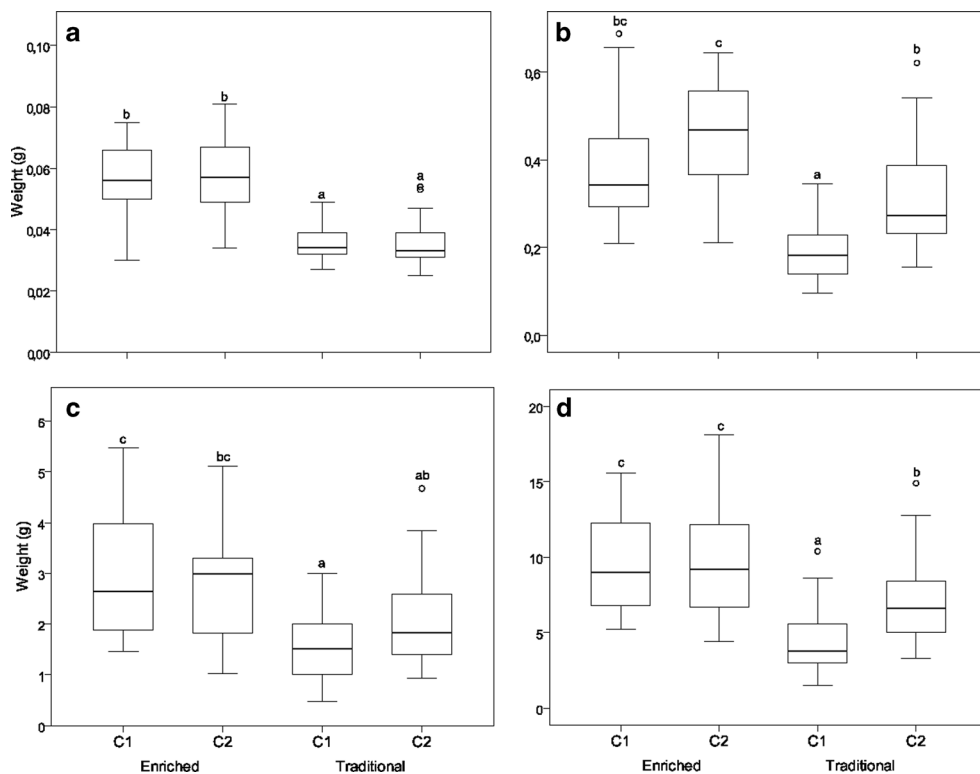 a
0,10
0,08
0,06
0,04
0,02
0,00
Weight (g)
b
b
a
a
b
0,6
0,4
0,2
0,0
bc
c
a
b
c
6
5
4
3
2
1
0
Weight (g)
c
bc
a
ab
C1
C2
C1
C2
Enriched
Traditional
d
20
15
10
5
0
c
c
a
b
C1
C2
C1
C2
Enriched
Traditional